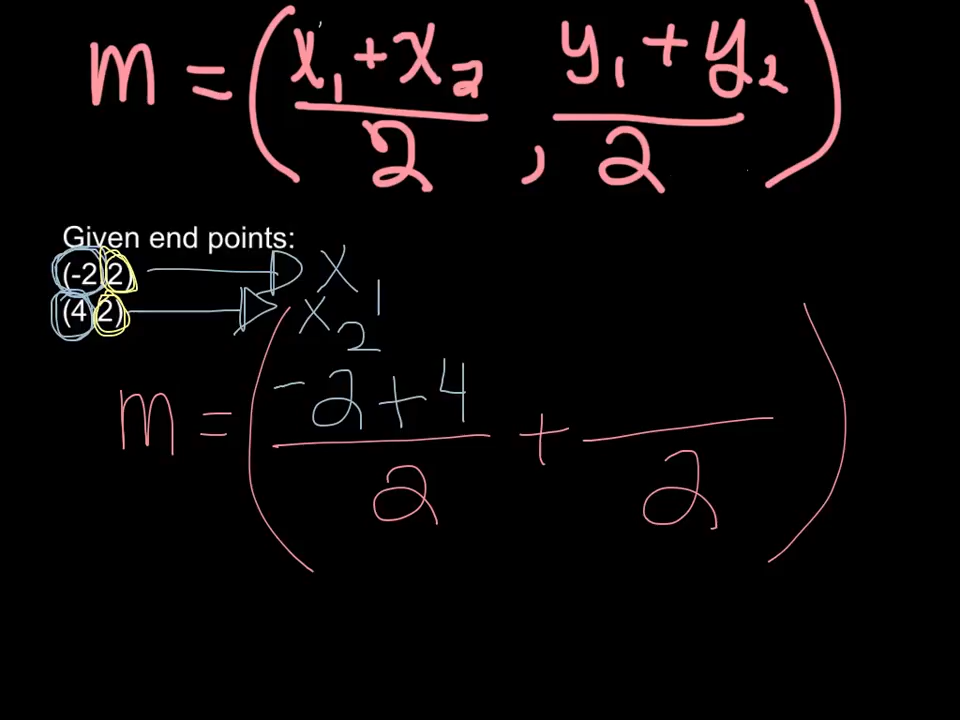 m = (x₁ + x₂ / 2 , y₁ + y₂ / 2)
Given end points:
(-2,2) → x₁
(4,2) → x₂
m = (-2 + 4 / 2 + / 2)